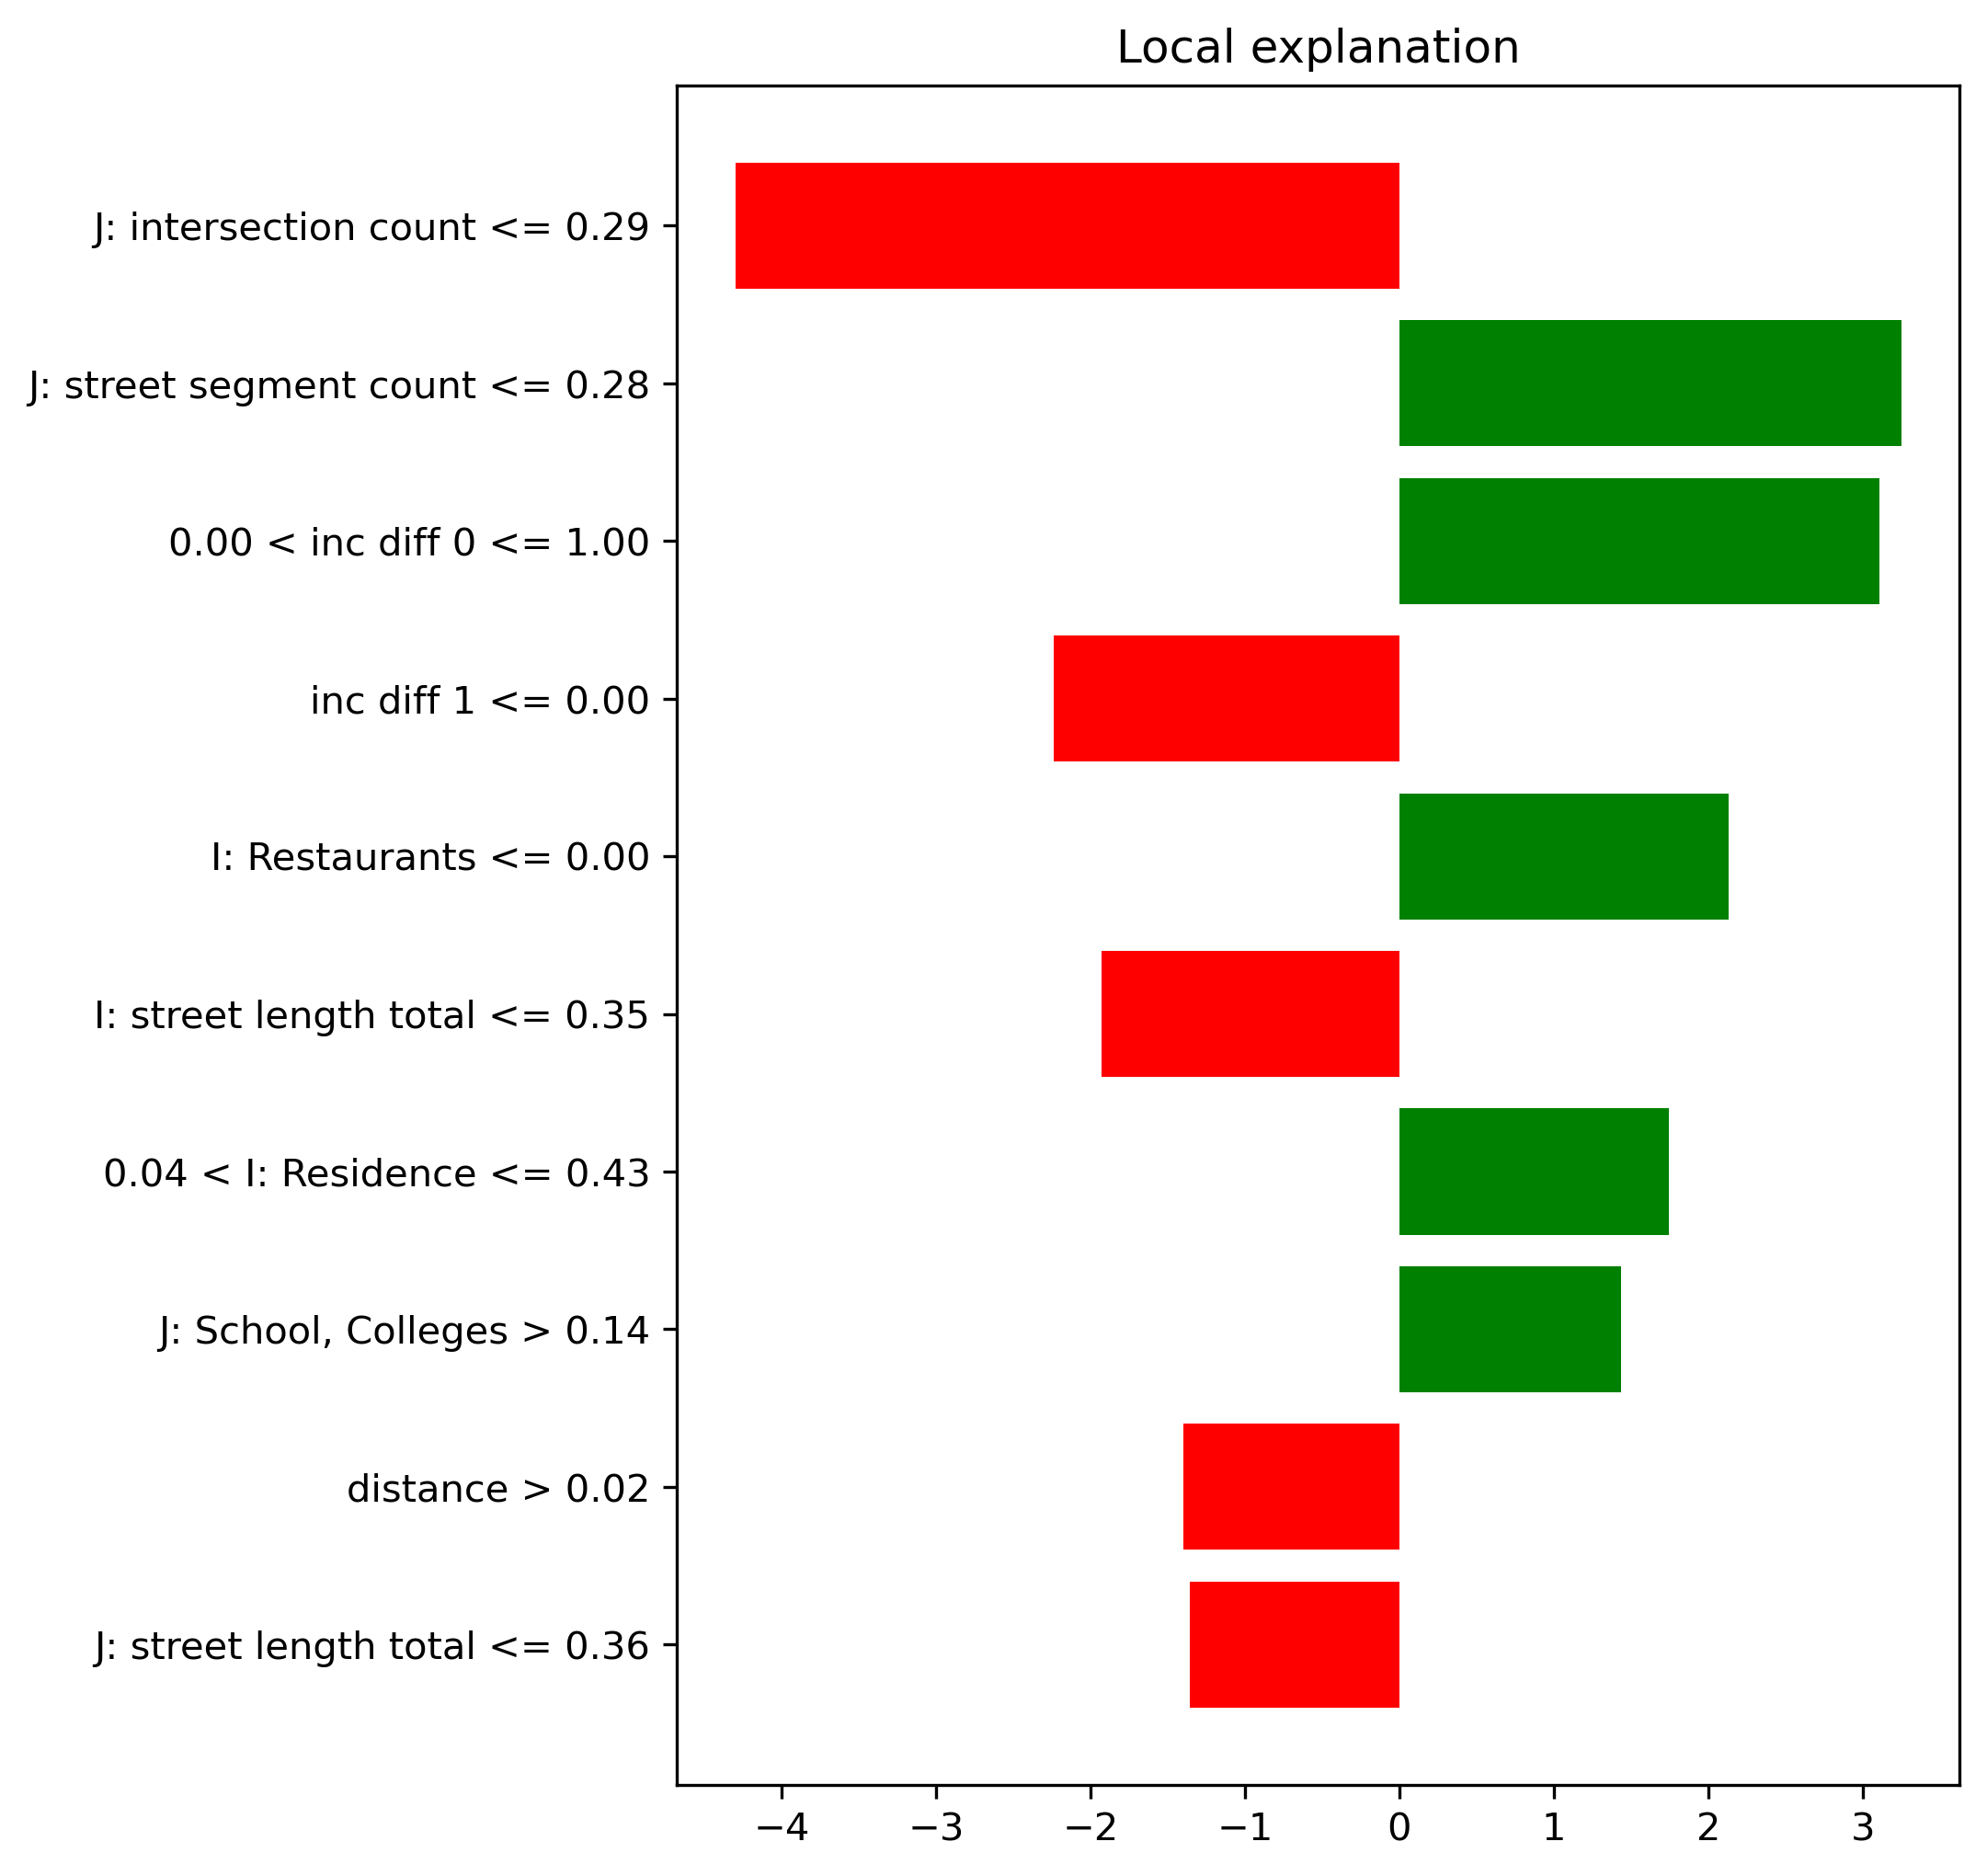 Local explanation
J: intersection count <= 0.29
J: street segment count <= 0.28
0.00 < inc diff 0 <= 1.00
inc diff 1 <= 0.00
I: Restaurants <= 0.00
I: street length total <= 0.35
0.04 < I: Residence <= 0.43
J: School, Colleges > 0.14
distance > 0.02
J: street length total <= 0.36
−4 −3 −2 −1 0 1 2 3